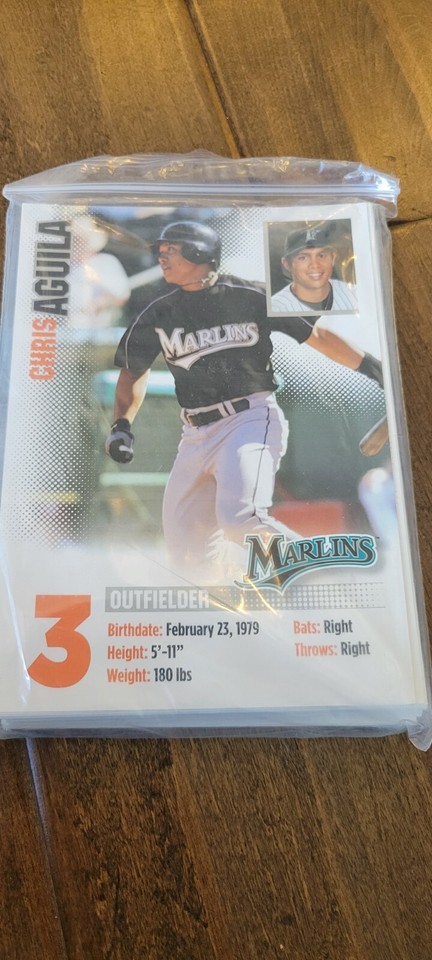 CHRIS
AGUILA
MARLINS
MARLINS
3
OUTFIELDER
Birthdate: February 23, 1979
Height: 5'-11"
Weight: 180 lbs
Bats: Right
Throws: Right